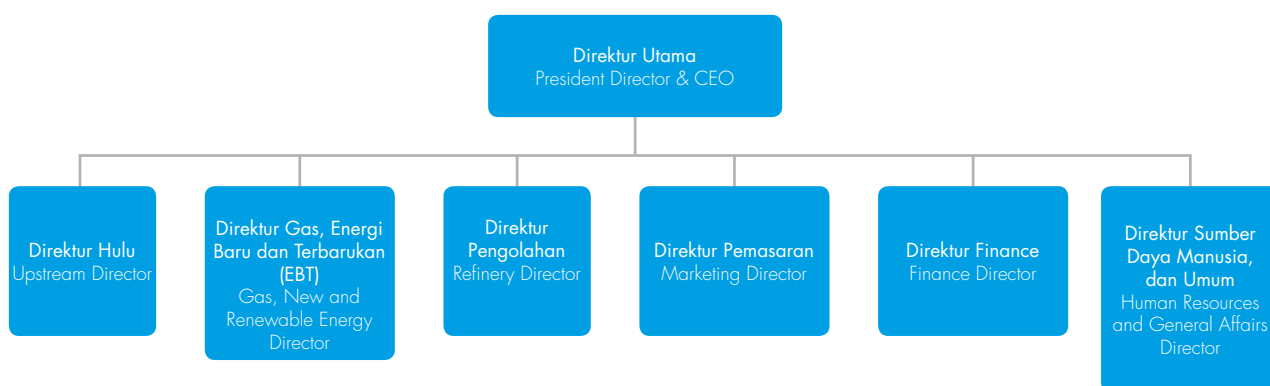 Direktur Utama
President Director & CEO
Direktur Hulu
Upstream Director
Direktur Gas, Energi
Baru dan Terbarukan
(EBT)
Gas, New and
Renewable Energy
Director
Direktur
Pengolahan
Refinery Director
Direktur Pemasaran
Marketing Director
Direktur Finance
Finance Director
Direktur Sumber
Daya Manusia,
dan Umum
Human Resources
and General Affairs
Director